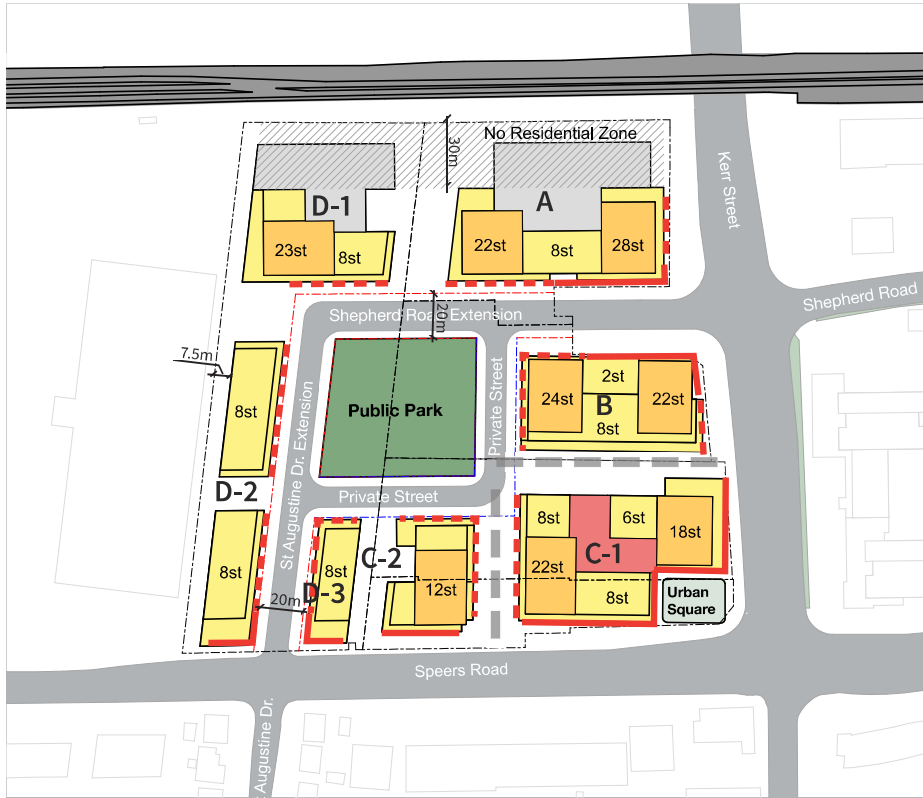 No Residential Zone
30m
Kerr Street
D-1
A
23st
8st
22st
8st
28st
Shepherd Road
20m
Shepherd Road Extension
7.5m
8st
St Augustine Dr. Extension
Public Park
Private Street
24st
2st
B
22st
8st
D-2
Private Street
8st
8st
D-3
C-2
12st
20m
8st
6st
18st
C-1
22st
8st
Urban
Square
Speers Road
Augustine Dr.